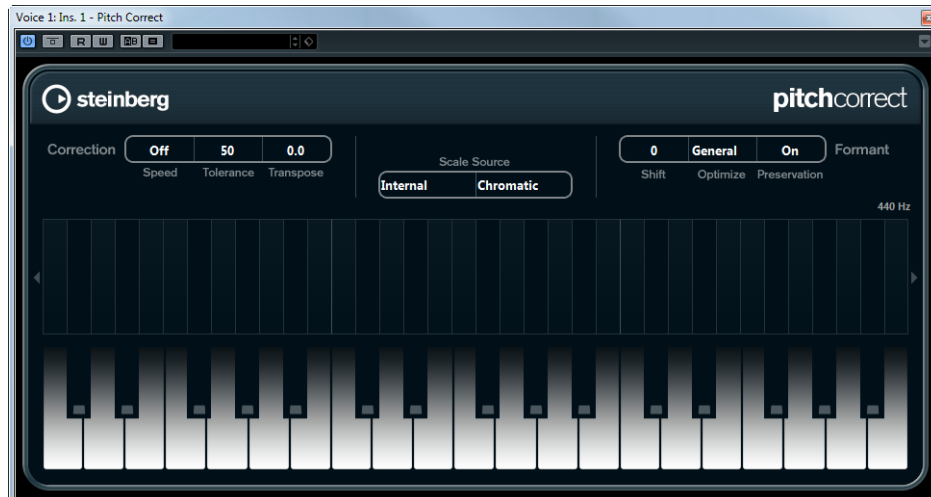 Voice 1: Ins. 1 - Pitch Correct
R W AB
steinberg
pitchcorrect
Correction Off 50 0.0
Speed Tolerance Transpose
Scale Source
Internal Chromatic
0 General On Formant
Shift Optimize Preservation
440 Hz